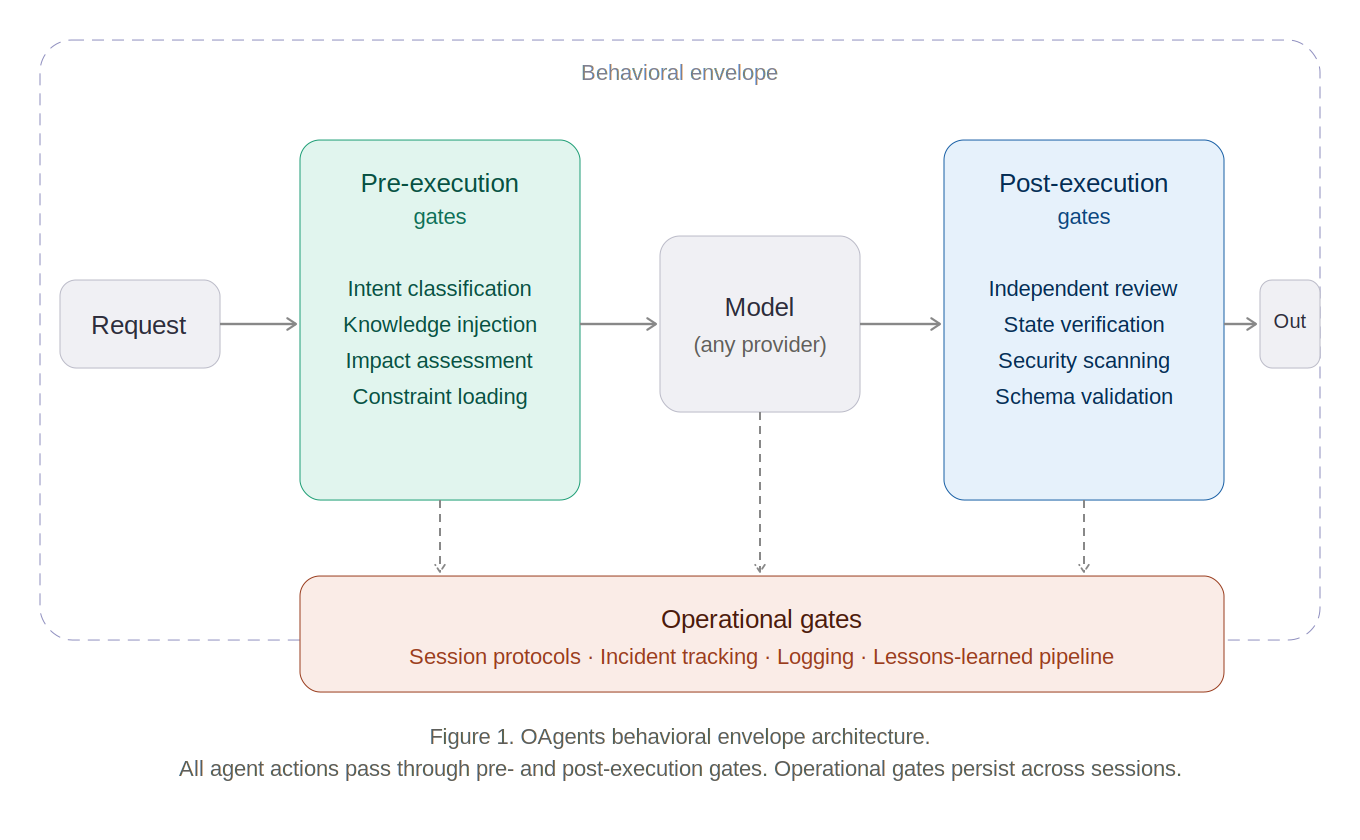 Behavioral envelope
Request
Pre-execution
gates
Intent classification
Knowledge injection
Impact assessment
Constraint loading
Model
(any provider)
Post-execution
gates
Independent review
State verification
Security scanning
Schema validation
Out
Operational gates
Session protocols · Incident tracking · Logging · Lessons-learned pipeline
Figure 1. OAgents behavioral envelope architecture.
All agent actions pass through pre- and post-execution gates. Operational gates persist across sessions.